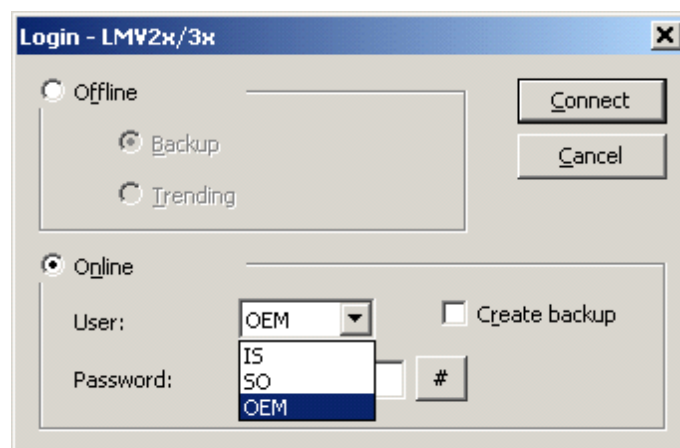 Login - LMV2x/3x
Offline
Connect
Backup
Cancel
Trending
Online
User:
OEM
Create backup
IS
Password:
SO
#
OEM